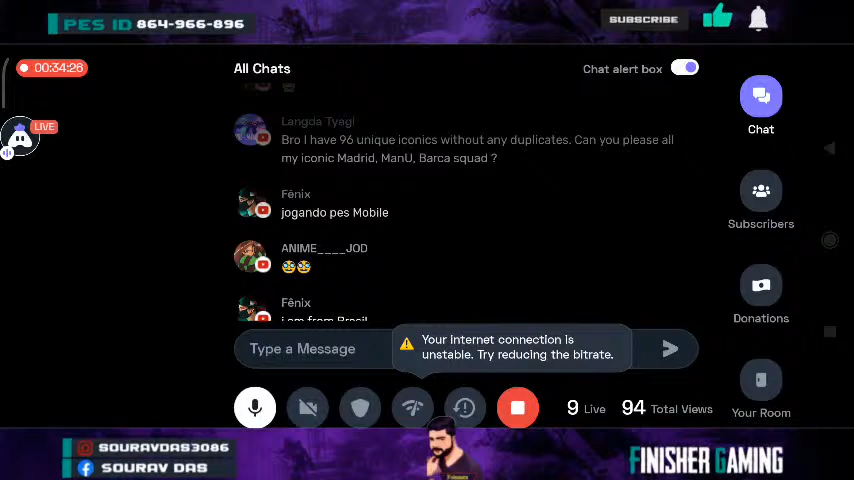 PES ID 864-966-896
SUBSCRIBE
00:34:26
All Chats
Chat alert box
LIVE
Langda Tyagi
Bro I have 96 unique iconics without any duplicates. Can you please all
my iconic Madrid, ManU, Barca squad ?
Chat
Fênix
jogando pes Mobile
Subscribers
ANIME____JOD
🥸🥸
Fênix
i am from Brasil
Donations
Type a Message
Your internet connection is
unstable. Try reducing the bitrate.
9 Live
94 Total Views
Your Room
SOURAVDAS3086
SOURAV DAS
FINISHER GAMING